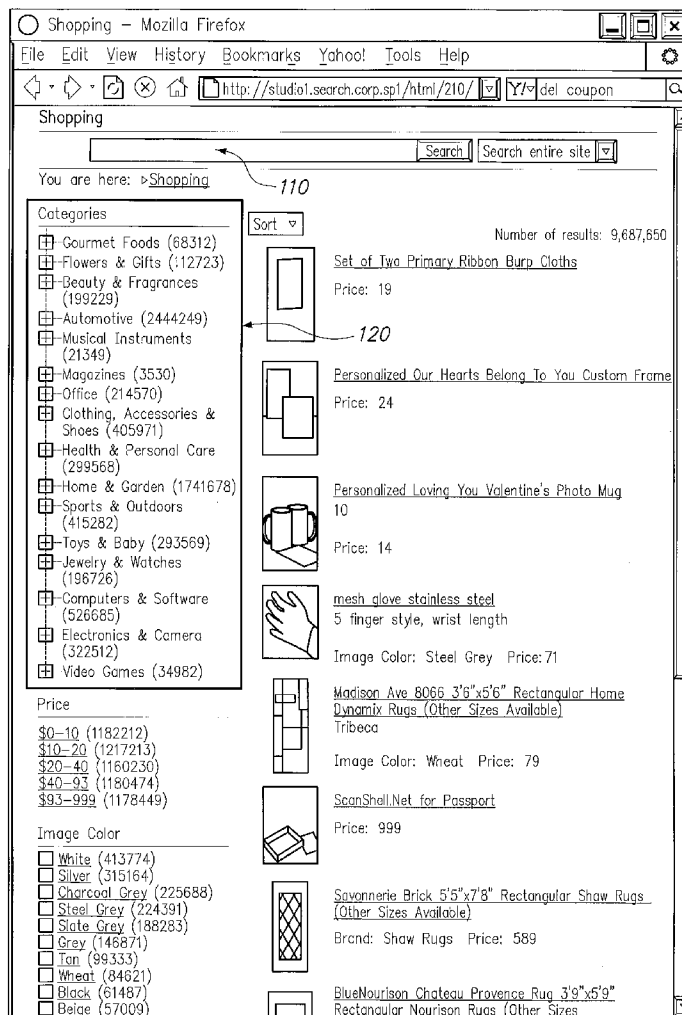 Shopping – Mozilla Firefox
File Edit View History Bookmarks Yahoo! Tools Help
http://studio1.search.corp.sp1/html/210/ Y/ del coupon
Shopping
Search Search entire site
110
You are here: Shopping
Categories
Gourmet Foods (68312)
Flowers & Gifts (112723)
Beauty & Fragrances
(199229)
Automotive (2444249)
Musical Instruments
(21349)
Magazines (3530)
Office (214570)
Clothing, Accessories &
Shoes (405971)
Health & Personal Care
(299568)
Home & Garden (1741678)
Sports & Outdoors
(415282)
Toys & Baby (293569)
Jewelry & Watches
(196726)
Computers & Software
(526685)
Electronics & Camera
(322512)
Video Games (34982)
120
Price
$0–10 (1182212)
$10–20 (1217213)
$20–40 (1160230)
$40–93 (1180474)
$93–999 (1178449)
Image Color
White (413774)
Silver (315164)
Charcoal Grey (225688)
Steel Grey (224391)
Slate Grey (188283)
Grey (146871)
Tan (99333)
Wheat (84621)
Black (61487)
Beige (57009)
Sort
Number of results: 9,687,650
Set of Two Primary Ribbon Burp Cloths
Price: 19
Personalized Our Hearts Belong To You Custom Frame
Price: 24
Personalized Loving You Valentine's Photo Mug
10
Price: 14
mesh glove stainless steel
5 finger style, wrist length
Image Color: Steel Grey Price: 71
Madison Ave 8066 3'6"x5'6" Rectangular Home
Dynamix Rugs (Other Sizes Available)
Tribeca
Image Color: Wheat Price: 79
ScanShell.Net for Passport
Price: 999
Savonnerie Brick 5'5"x7'8" Rectangular Shaw Rugs
(Other Sizes Available)
Brand: Shaw Rugs Price: 589
BlueNourison Chateau Provence Rug 3'9"x5'9"
Rectangular Nourison Rugs (Other Sizes